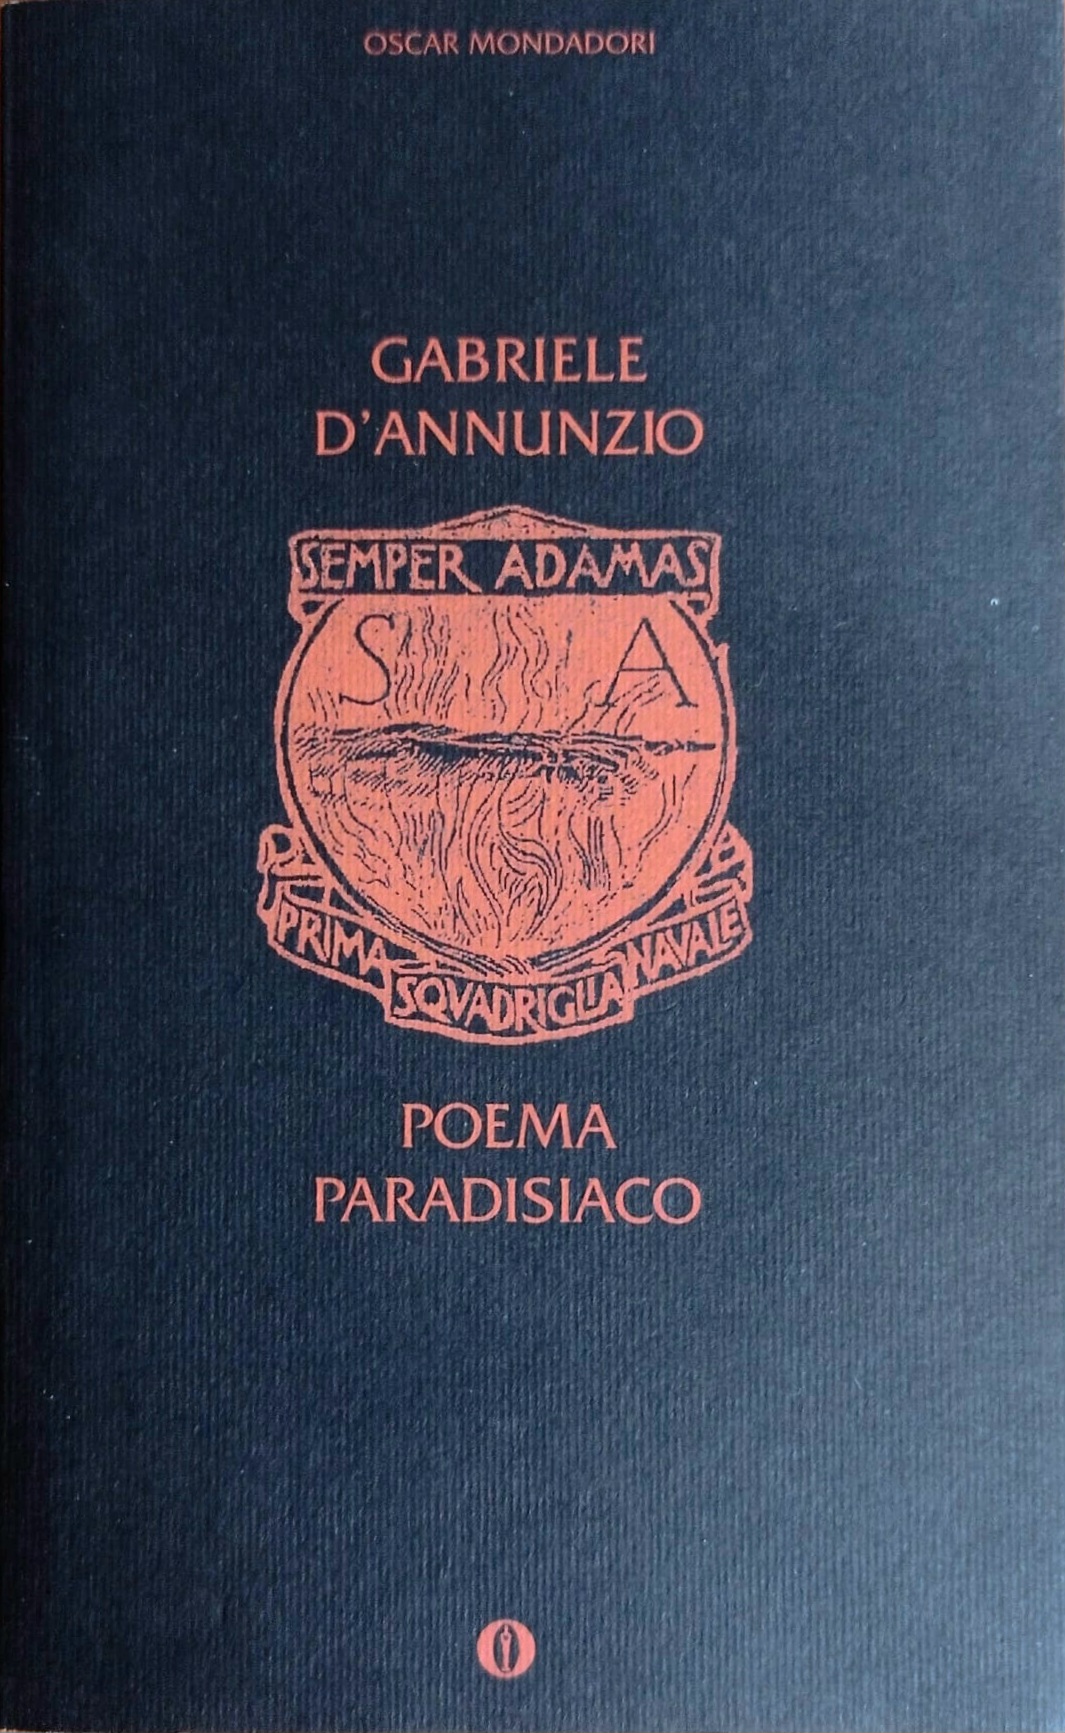 OSCAR MONDADORI
GABRIELE
D'ANNUNZIO
SEMPER ADAMAS
S A
PRIMA SQVADRIGLIA NAVALE
POEMA
PARADISIACO